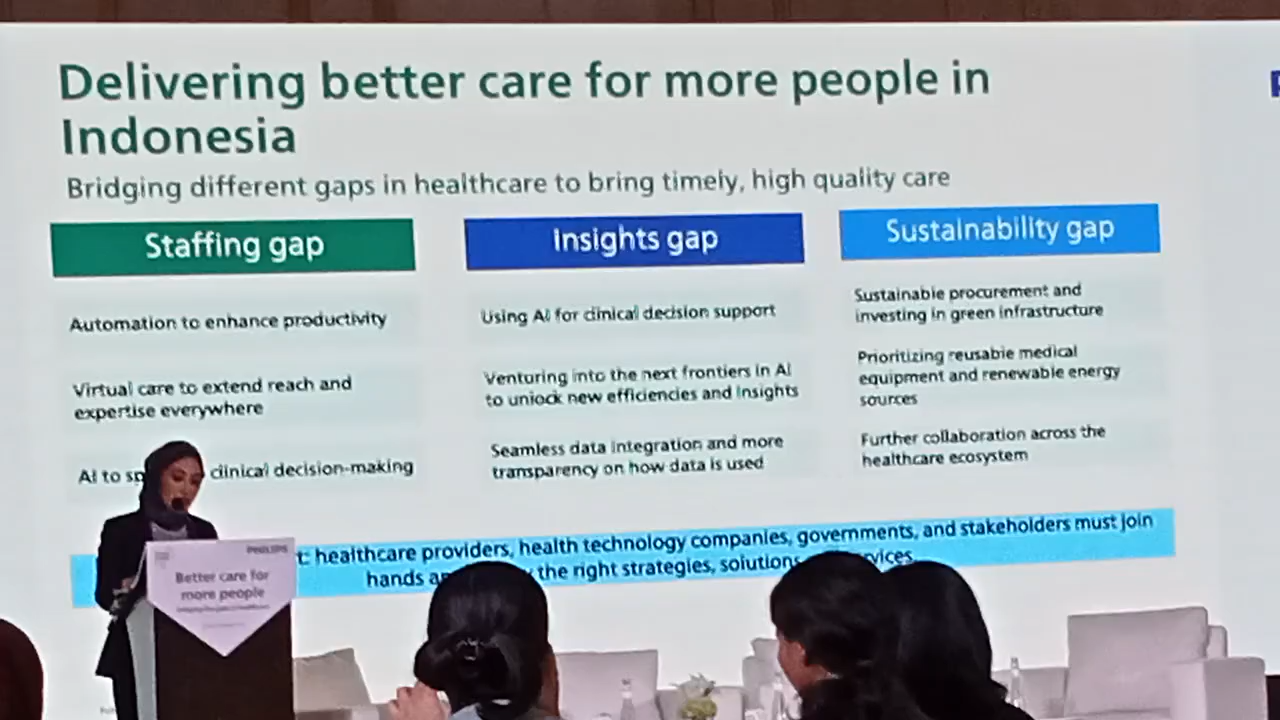 Delivering better care for more people in
Indonesia
Bridging different gaps in healthcare to bring timely, high quality care
Staffing gap
Automation to enhance productivity
Virtual care to extend reach and
expertise everywhere
AI to sp clinical decision-making
Insights gap
Using AI for clinical decision support
Venturing into the next frontiers in AI
to unlock new efficiencies and insights
Seamless data integration and more
transparency on how data is used
Sustainability gap
Sustainable procurement and
investing in green infrastructure
Prioritizing reusable medical
equipment and renewable energy
sources
Further collaboration across the
healthcare ecosystem
t: healthcare providers, health technology companies, governments, and stakeholders must join
hands the right strategies, solutions
PHILIPS
Better care for
more people